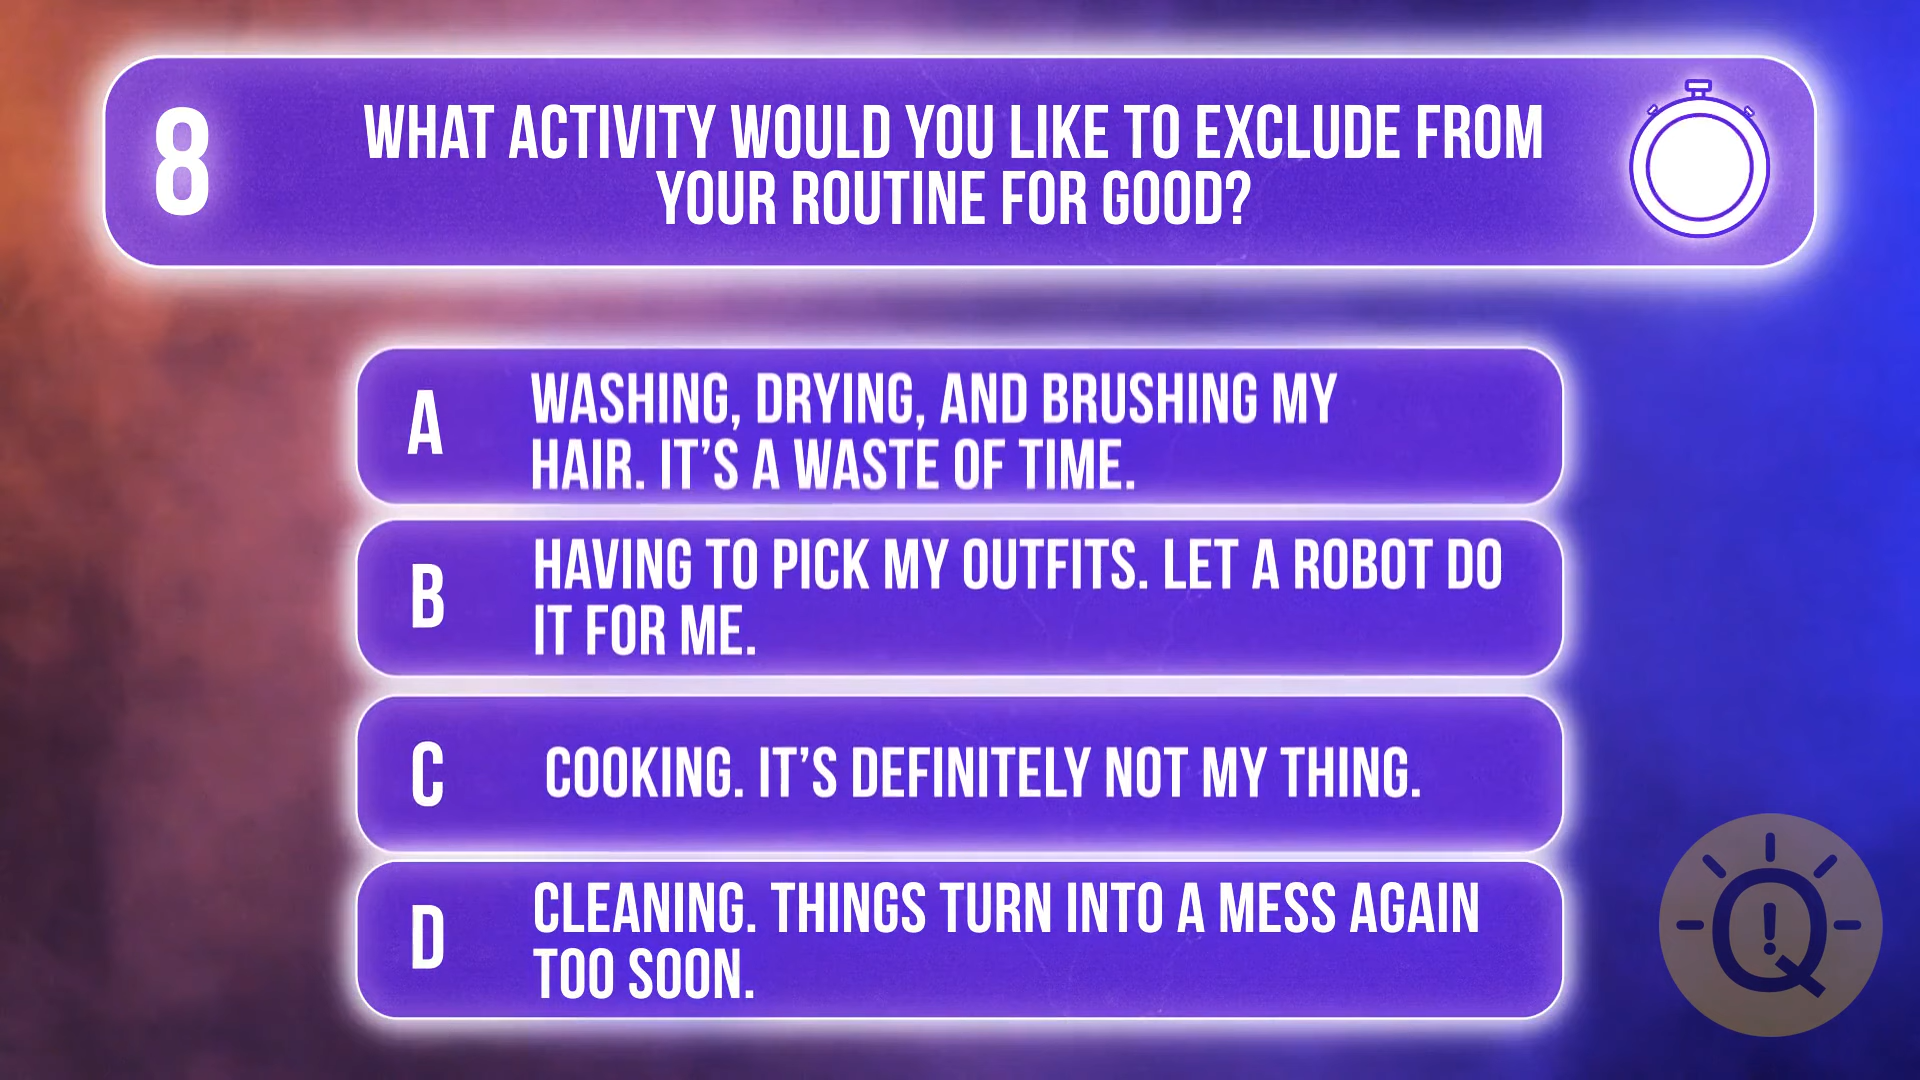 8
WHAT ACTIVITY WOULD YOU LIKE TO EXCLUDE FROM
YOUR ROUTINE FOR GOOD?
A
WASHING, DRYING, AND BRUSHING MY
HAIR. IT’S A WASTE OF TIME.
B
HAVING TO PICK MY OUTFITS. LET A ROBOT DO
IT FOR ME.
C
COOKING. IT’S DEFINITELY NOT MY THING.
D
CLEANING. THINGS TURN INTO A MESS AGAIN
TOO SOON.
Q!